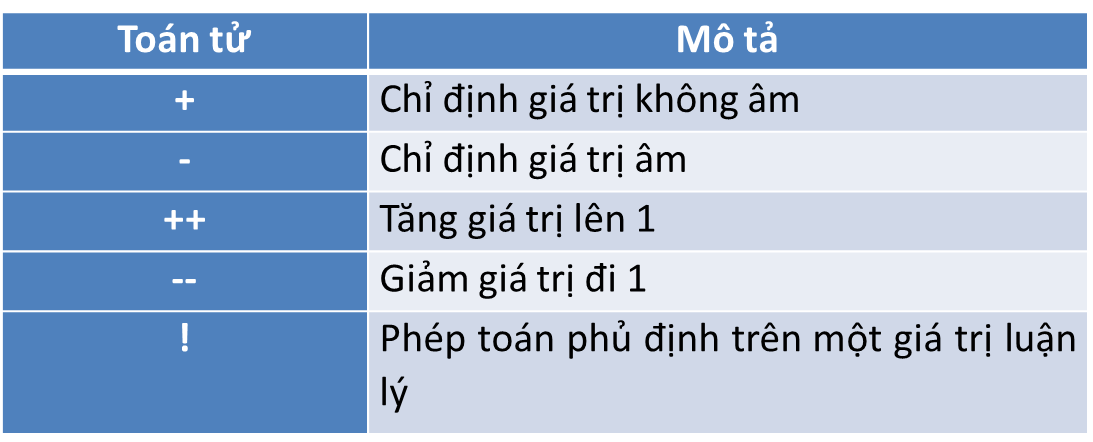 Toán tử Mô tả
+ Chỉ định giá trị không âm
- Chỉ định giá trị âm
++ Tăng giá trị lên 1
-- Giảm giá trị đi 1
! Phép toán phủ định trên một giá trị luận
lý